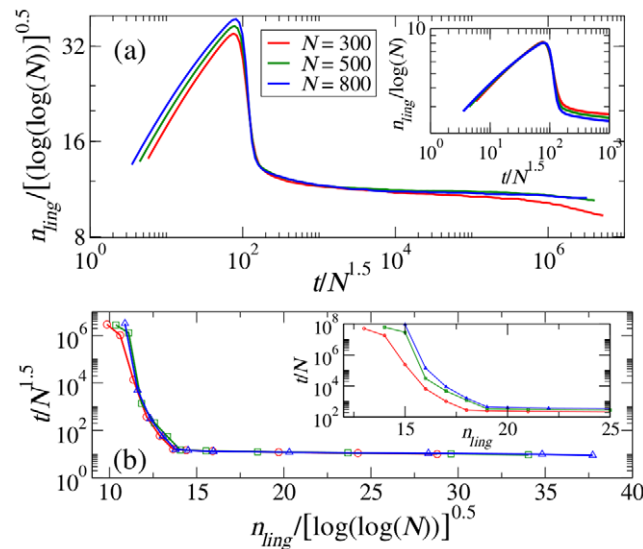 n_ling/[(log(log(N))]^0.5
32
16
8
(a)
N = 300
N = 500
N = 800
n_ling/log(N)
10
10^0 10^1 10^2 10^3
t/N^1.5
10^0 10^2 10^4 10^6
t/N^1.5
t/N^1.5
10^6
10^4
10^2
10^0
(b)
t/N
10^8
10^6
10^4
10^2
15 20 25
n_ling
10 15 20 25 30 35 40
n_ling/[log(log(N))]^0.5